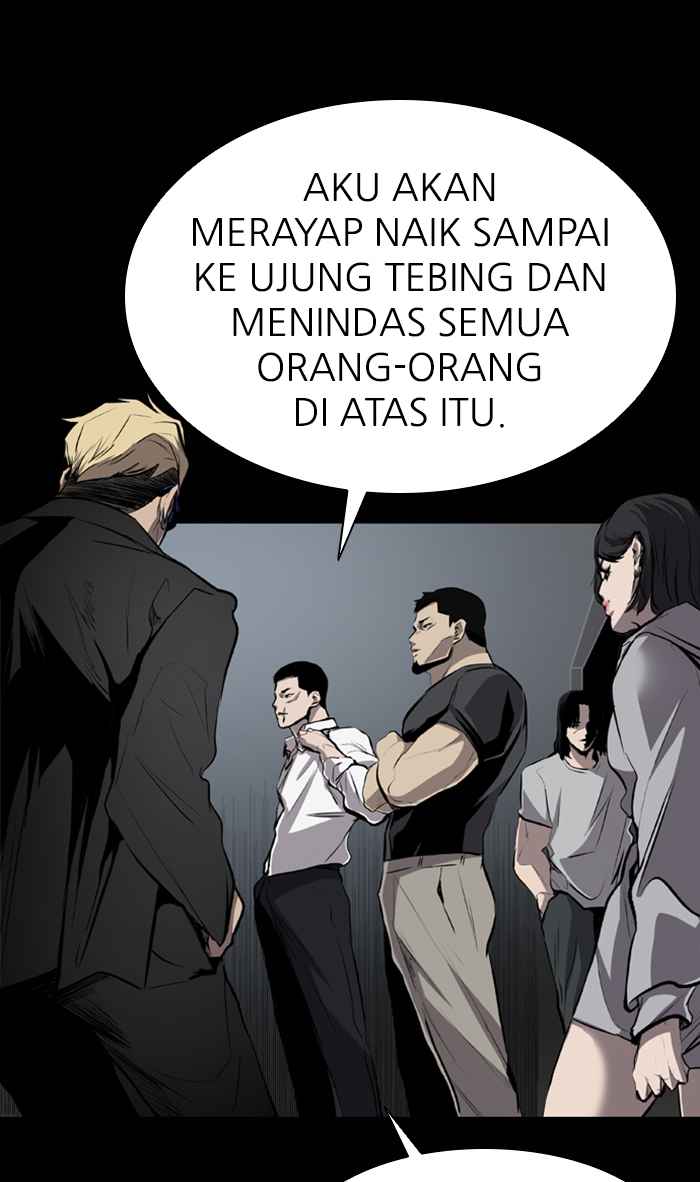 AKU AKAN
MERAYAP NAIK SAMPAI
KE UJUNG TEBING DAN
MENINDAS SEMUA
ORANG-ORANG
DI ATAS ITU.